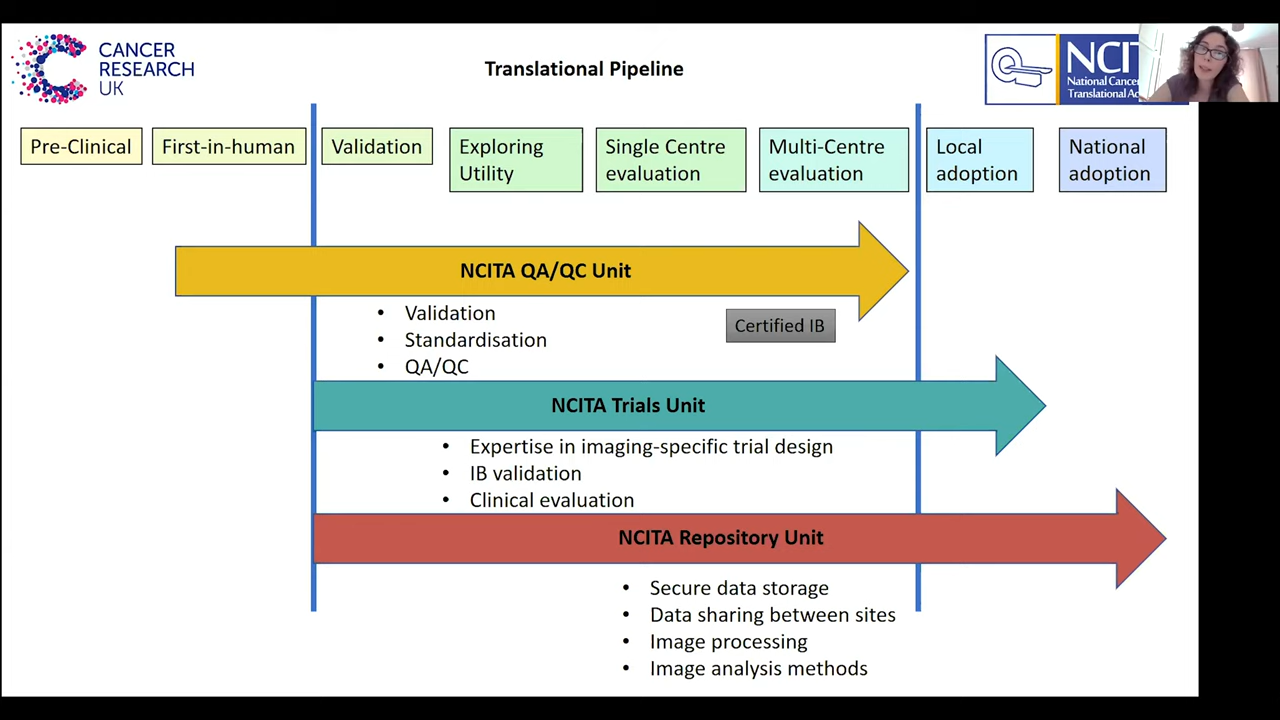 CANCER
RESEARCH
UK
Translational Pipeline
NCIT
National Cance
Translational Ac
Pre-Clinical
First-in-human
Validation
Exploring
Utility
Single Centre
evaluation
Multi-Centre
evaluation
Local
adoption
National
adoption
NCITA QA/QC Unit
• Validation
• Standardisation
• QA/QC
Certified IB
NCITA Trials Unit
• Expertise in imaging-specific trial design
• IB validation
• Clinical evaluation
NCITA Repository Unit
• Secure data storage
• Data sharing between sites
• Image processing
• Image analysis methods